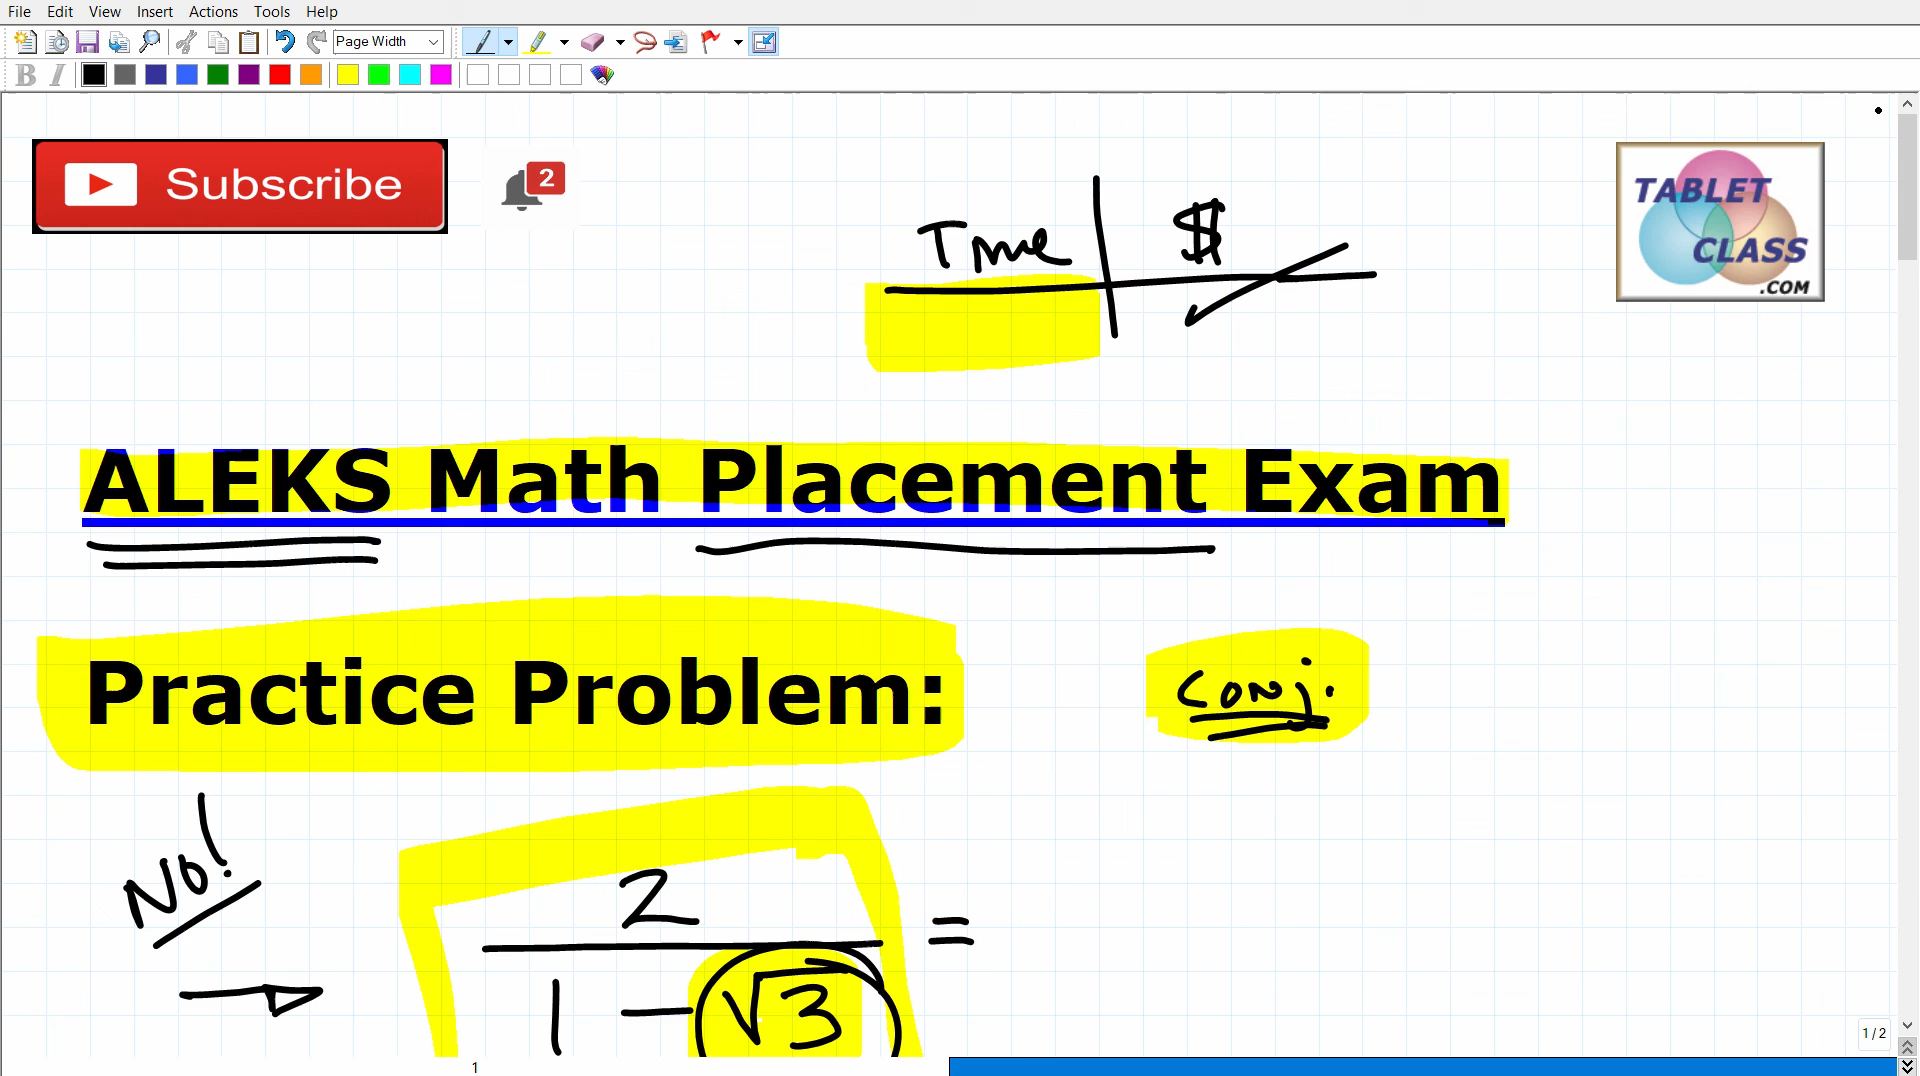 File Edit View Insert Actions Tools Help
Page Width
B I
Subscribe
2
Time $
TABLET
CLASS
.COM
ALEKS Math Placement Exam
Practice Problem:
Conj.
No!
2
=
1 - √3
1 / 2
1